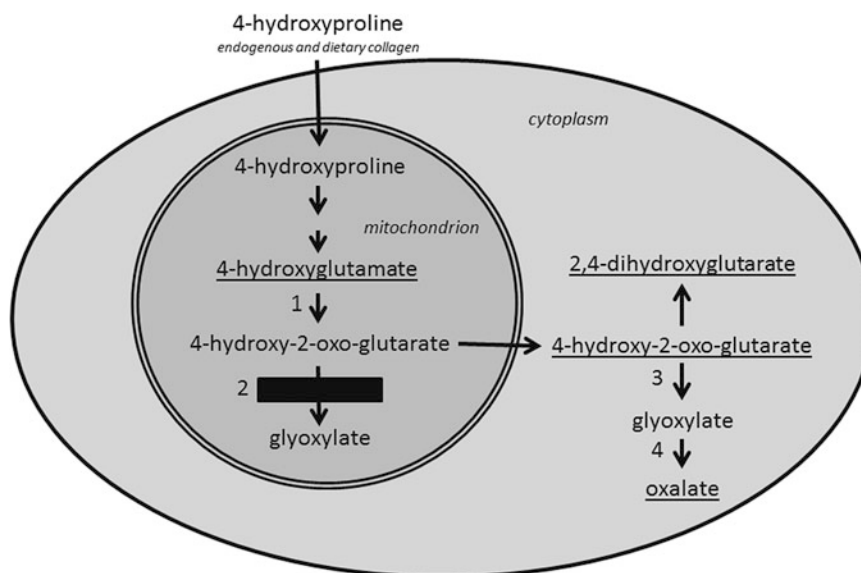 4-hydroxyproline
endogenous and dietary collagen
cytoplasm
4-hydroxyproline
mitochondrion
4-hydroxyglutamate
2,4-dihydroxyglutarate
1
4-hydroxy-2-oxo-glutarate
4-hydroxy-2-oxo-glutarate
2
3
glyoxylate
glyoxylate
4
oxalate